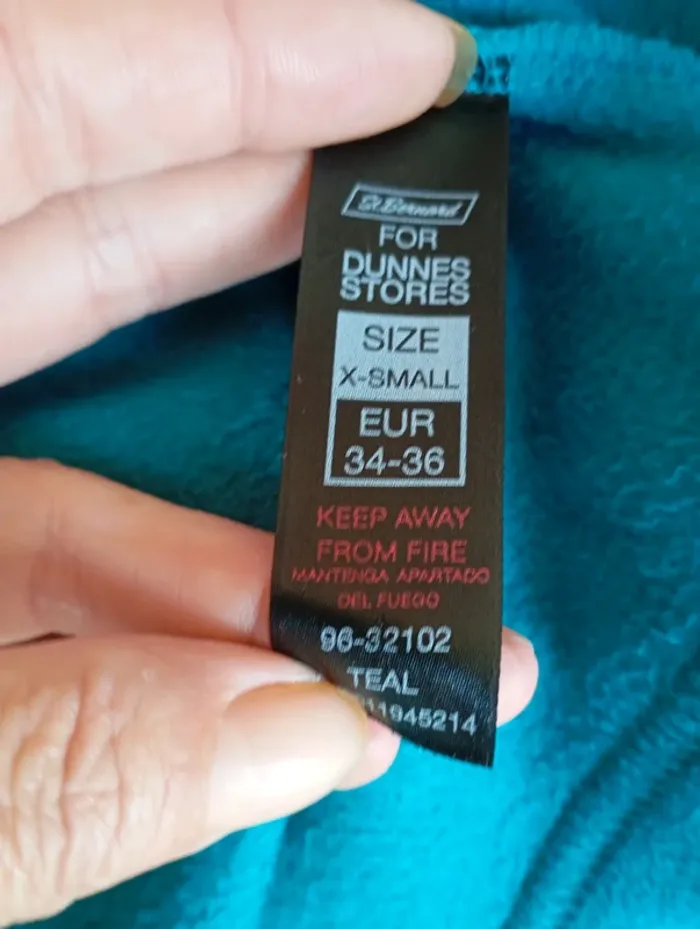 St. Bernard
FOR
DUNNES
STORES
SIZE
X-SMALL
EUR
34-36
KEEP AWAY
FROM FIRE
MANTENGA APARTADO
DEL FUEGO
96-32102
TEAL
11945214